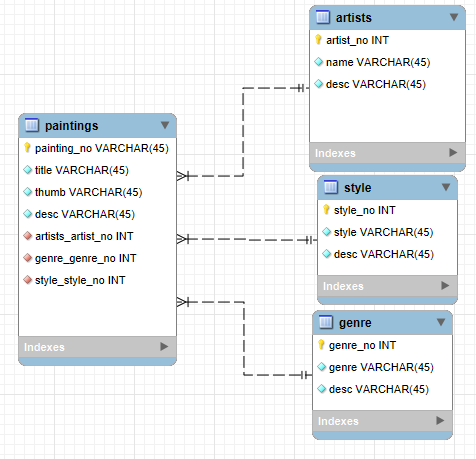 artists
artist_no INT
name VARCHAR(45)
desc VARCHAR(45)
Indexes
paintings
painting_no VARCHAR(45)
title VARCHAR(45)
thumb VARCHAR(45)
desc VARCHAR(45)
artists_artist_no INT
genre_genre_no INT
style_style_no INT
Indexes
style
style_no INT
style VARCHAR(45)
desc VARCHAR(45)
Indexes
genre
genre_no INT
genre VARCHAR(45)
desc VARCHAR(45)
Indexes